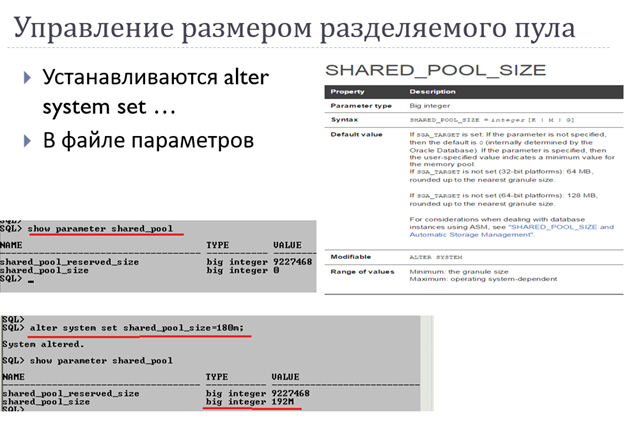 Управление размером разделяемого пула
Устанавливаются alter
system set …
В файле параметров
SHARED_POOL_SIZE
Property Description
Parameter type Big integer
Syntax SHARED_POOL_SIZE = integer [K | M | G]
Default value If SGA_TARGET is set: If the parameter is not specified,
then the default is 0 (internally determined by the
Oracle Database). If the parameter is specified, then
the user-specified value indicates a minimum value for
the memory pool.
If SGA_TARGET is not set (32-bit platforms): 64 MB,
rounded up to the nearest granule size.
If SGA_TARGET is not set (64-bit platforms): 128 MB,
rounded up to the nearest granule size.
For considerations when dealing with database
instances using ASM, see "SHARED_POOL_SIZE and
Automatic Storage Management".
Modifiable ALTER SYSTEM
Range of values Minimum: the granule size
Maximum: operating system-dependent
SQL>
SQL> show parameter shared_pool
NAME TYPE VALUE
shared_pool_reserved_size big integer 9227468
shared_pool_size big integer 0
SQL> _
SQL>
SQL> alter system set shared_pool_size=180m;
System altered.
SQL> show parameter shared_pool
NAME TYPE VALUE
shared_pool_reserved_size big integer 9227468
shared_pool_size big integer 192M
SQL>